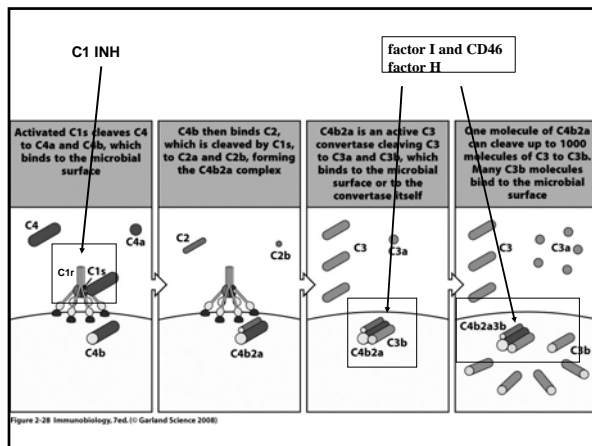 C1 INH
factor I and CD46
factor H
Activated C1s cleaves C4
to C4a and C4b, which
binds to the microbial
surface
C4b then binds C2,
which is cleaved by C1s,
to C2a and C2b, forming
the C4b2a complex
C4b2a is an active C3
convertase cleaving C3
to C3a and C3b, which
binds to the microbial
surface or to the
convertase itself
One molecule of C4b2a
can cleave up to 1000
molecules of C3 to C3b.
Many C3b molecules
bind to the microbial
surface
C4
C4a
C1r
C1s
C4b
C2
C2b
C4b2a
C3
C3a
C4b2a
C3b
C3
C3a
C4b2a3b
C3b
Figure 2-28 Immunobiology, 7ed. (© Garland Science 2008)